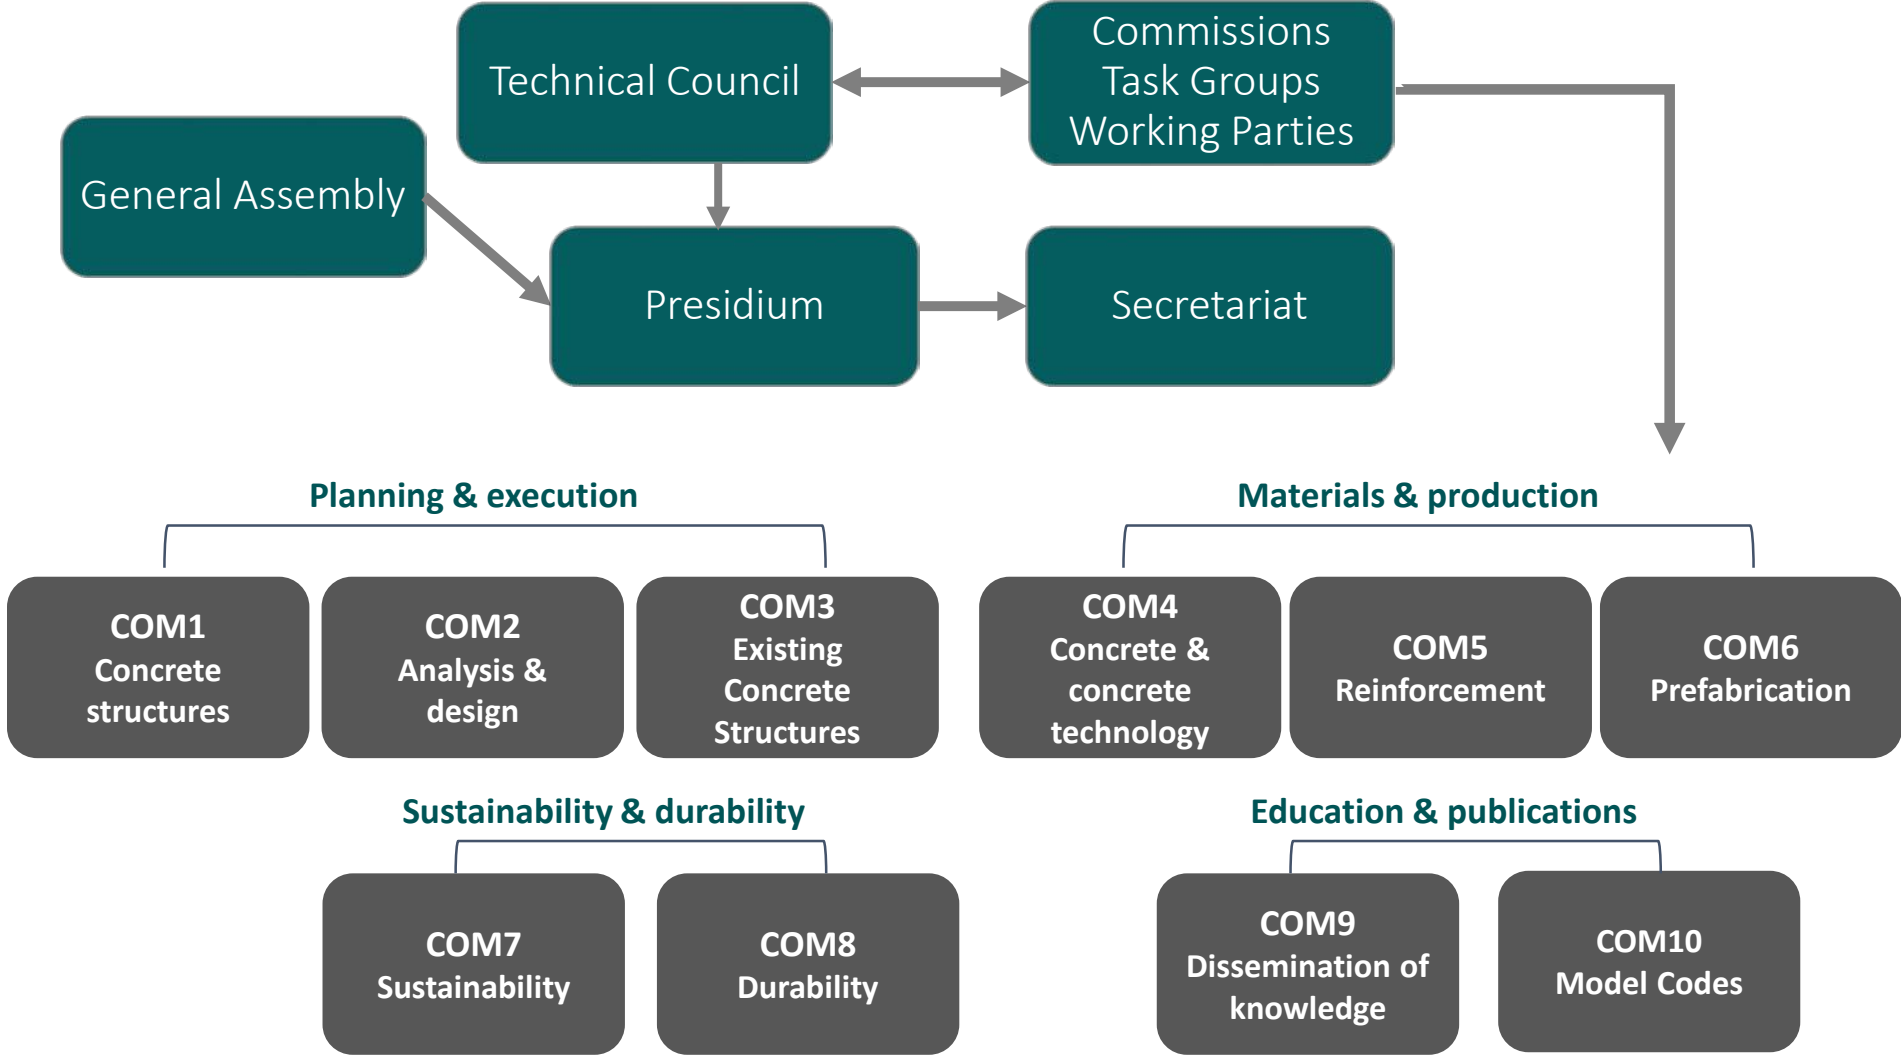 Technical Council
Commissions
Task Groups
Working Parties
General Assembly
Presidium
Secretariat
Planning & execution
COM1
Concrete
structures
COM2
Analysis &
design
COM3
Existing
Concrete
Structures
Materials & production
COM4
Concrete &
concrete
technology
COM5
Reinforcement
COM6
Prefabrication
Sustainability & durability
COM7
Sustainability
COM8
Durability
Education & publications
COM9
Dissemination of
knowledge
COM10
Model Codes